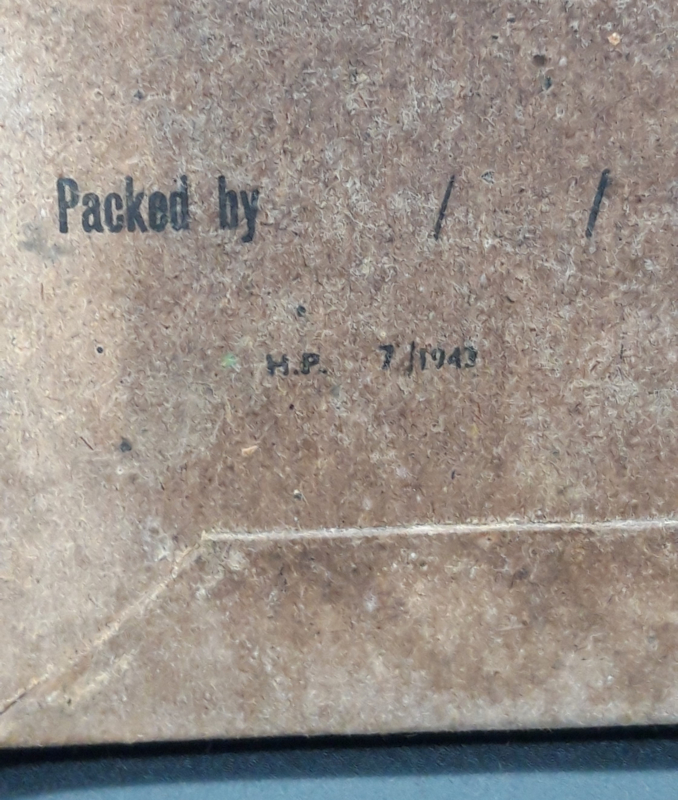 Packed by / /
H.P. 7/1943